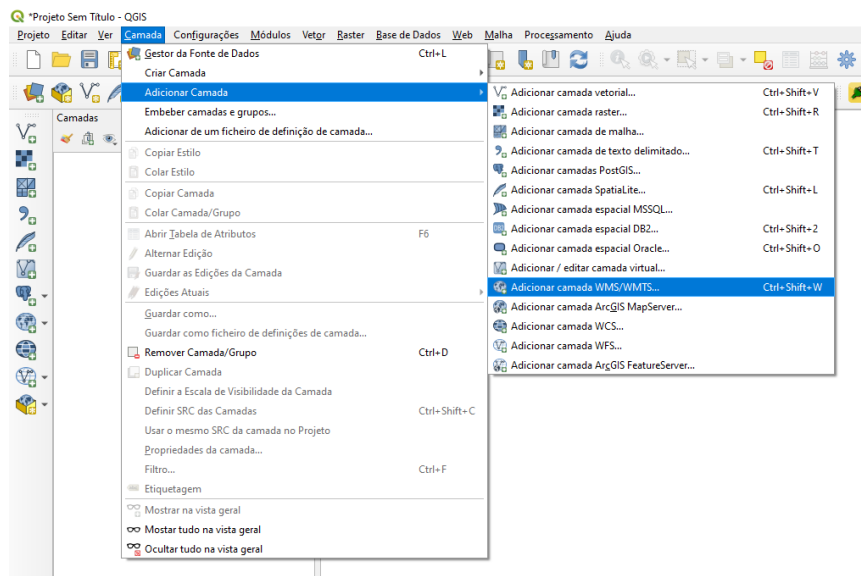 *Projeto Sem Título - QGIS
Projeto Editar Ver Camada Configurações Módulos Vetor Raster Base de Dados Web Malha Processamento Ajuda
Camadas
Gestor da Fonte de Dados Ctrl+L
Criar Camada
Adicionar Camada
Embeber camadas e grupos...
Adicionar de um ficheiro de definição de camada...
Copiar Estilo
Colar Estilo
Copiar Camada
Colar Camada/Grupo
Abrir Tabela de Atributos F6
Alternar Edição
Guardar as Edições da Camada
Edições Atuais
Guardar como...
Guardar como ficheiro de definições de camada...
Remover Camada/Grupo Ctrl+D
Duplicar Camada
Definir a Escala de Visibilidade da Camada
Definir SRC das Camadas Ctrl+Shift+C
Usar o mesmo SRC da camada no Projeto
Propriedades da camada...
Filtro... Ctrl+F
Etiquetagem
Mostrar na vista geral
Mostar tudo na vista geral
Ocultar tudo na vista geral
Adicionar camada vetorial... Ctrl+Shift+V
Adicionar camada raster... Ctrl+Shift+R
Adicionar camada de malha...
Adicionar camada de texto delimitado... Ctrl+Shift+T
Adicionar camadas PostGIS...
Adicionar camada SpatiaLite... Ctrl+Shift+L
Adicionar camada espacial MSSQL...
Adicionar camada espacial DB2... Ctrl+Shift+2
Adicionar camada espacial Oracle... Ctrl+Shift+O
Adicionar / editar camada virtual...
Adicionar camada WMS/WMTS... Ctrl+Shift+W
Adicionar camada ArcGIS MapServer...
Adicionar camada WCS...
Adicionar camada WFS...
Adicionar camada ArcGIS FeatureServer...